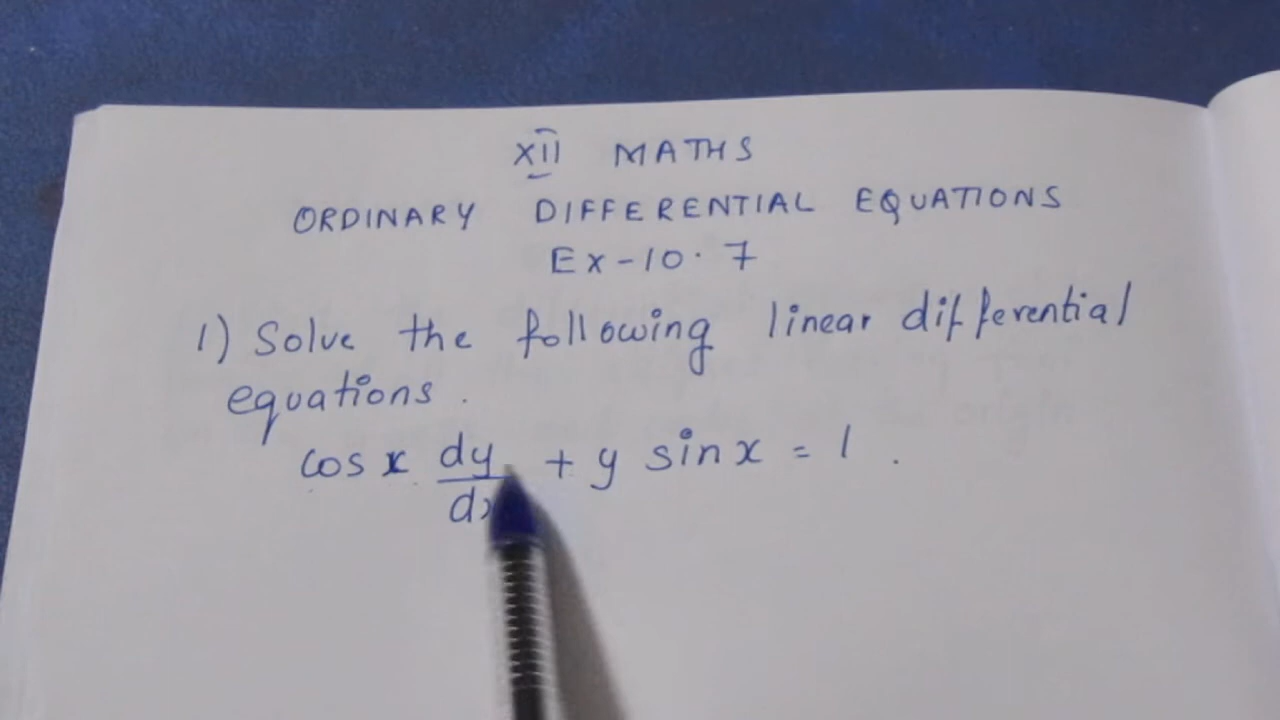 XII MATHS
ORDINARY DIFFERENTIAL EQUATIONS
Ex-10.7
1) Solve the following linear differential
equations.
cos x dy/d + y sin x = 1.